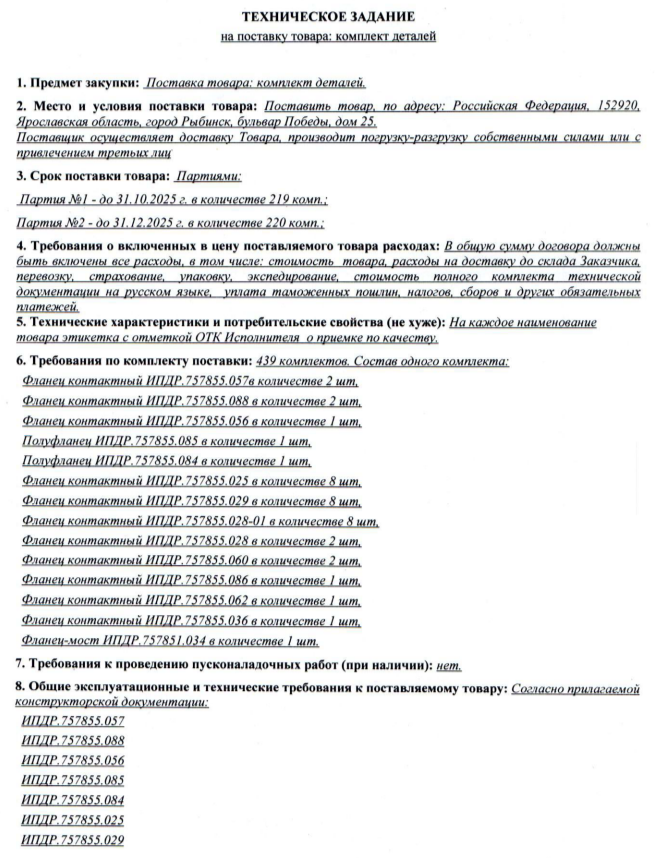 ТЕХНИЧЕСКОЕ ЗАДАНИЕ
на поставку товара: комплект деталей
1. Предмет закупки: Поставка товара: комплект деталей.
2. Место и условия поставки товара: Поставить товар, по адресу: Российская Федерация, 152920,
Ярославская область, город Рыбинск, бульвар Победы, дом 25.
Поставщик осуществляет доставку Товара, производит погрузку-разгрузку собственными силами или с
привлечением третьих лиц
3. Срок поставки товара: Партиями:
Партия №1 - до 31.10.2025 г. в количестве 219 комп.;
Партия №2 - до 31.12.2025 г. в количестве 220 комп.;
4. Требования о включенных в цену поставляемого товара расходах: В общую сумму договора должны
быть включены все расходы, в том числе: стоимость товара, расходы на доставку до склада Заказчика,
перевозку, страхование, упаковку, экспедирование, стоимость полного комплекта технической
документации на русском языке, уплата таможенных пошлин, налогов, сборов и других обязательных
платежей.
5. Технические характеристики и потребительские свойства (не хуже): На каждое наименование
товара этикетка с отметкой ОТК Исполнителя о приемке по качеству.
6. Требования по комплекту поставки: 439 комплектов. Состав одного комплекта:
Фланец контактный ИПДР.757855.057в количестве 2 шт,
Фланец контактный ИПДР.757855.088 в количестве 2 шт,
Фланец контактный ИПДР.757855.056 в количестве 1 шт,
Полуфланец ИПДР.757855.085 в количестве 1 шт,
Полуфланец ИПДР.757855.084 в количестве 1 шт,
Фланец контактный ИПДР.757855.025 в количестве 8 шт,
Фланец контактный ИПДР.757855.029 в количестве 8 шт,
Фланец контактный ИПДР.757855.028-01 в количестве 8 шт,
Фланец контактный ИПДР.757855.028 в количестве 2 шт,
Фланец контактный ИПДР.757855.060 в количестве 2 шт,
Фланец контактный ИПДР.757855.086 в количестве 1 шт,
Фланец контактный ИПДР.757855.062 в количестве 1 шт,
Фланец контактный ИПДР.757855.036 в количестве 1 шт,
Фланец-мост ИПДР.757851.034 в количестве 1 шт.
7. Требования к проведению пусконаладочных работ (при наличии): нет.
8. Общие эксплуатационные и технические требования к поставляемому товару: Согласно прилагаемой
конструкторской документации:
ИПДР.757855.057
ИПДР.757855.088
ИПДР.757855.056
ИПДР.757855.085
ИПДР.757855.084
ИПДР.757855.025
ИПДР.757855.029